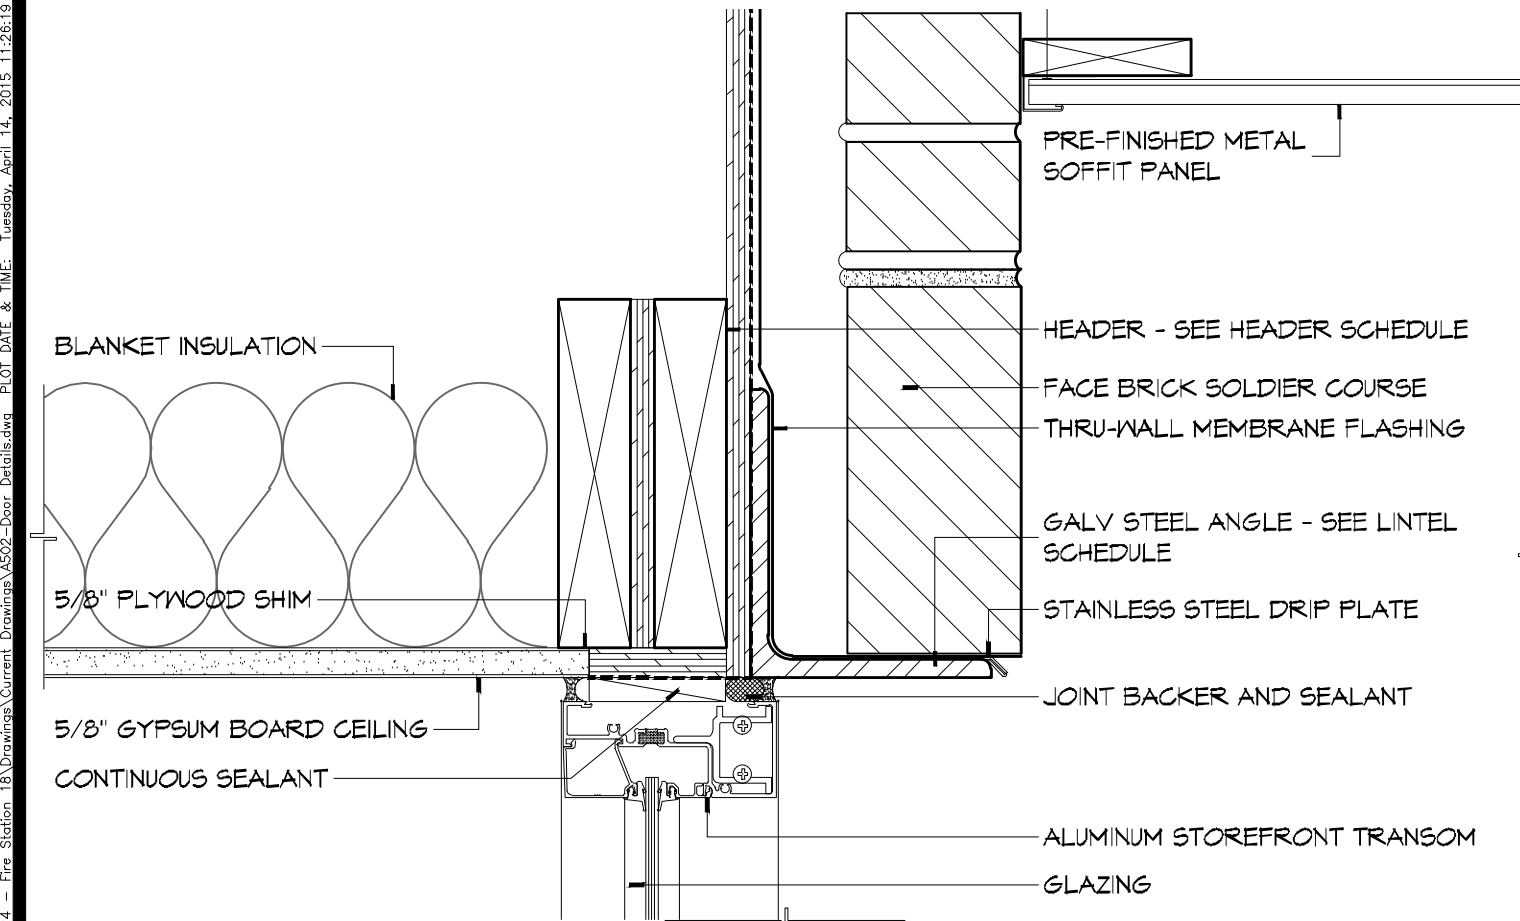 4 - Fire Station 18\Drawings\Current Drawings\A502-Door Details.dwg PLOT DATE & TIME: Tuesday, April 14, 2015 11:26:19
PRE-FINISHED METAL
SOFFIT PANEL
HEADER - SEE HEADER SCHEDULE
BLANKET INSULATION
FACE BRICK SOLDIER COURSE
THRU-WALL MEMBRANE FLASHING
GALV STEEL ANGLE - SEE LINTEL
SCHEDULE
5/8" PLYWOOD SHIM
STAINLESS STEEL DRIP PLATE
JOINT BACKER AND SEALANT
5/8" GYPSUM BOARD CEILING
CONTINUOUS SEALANT
ALUMINUM STOREFRONT TRANSOM
GLAZING